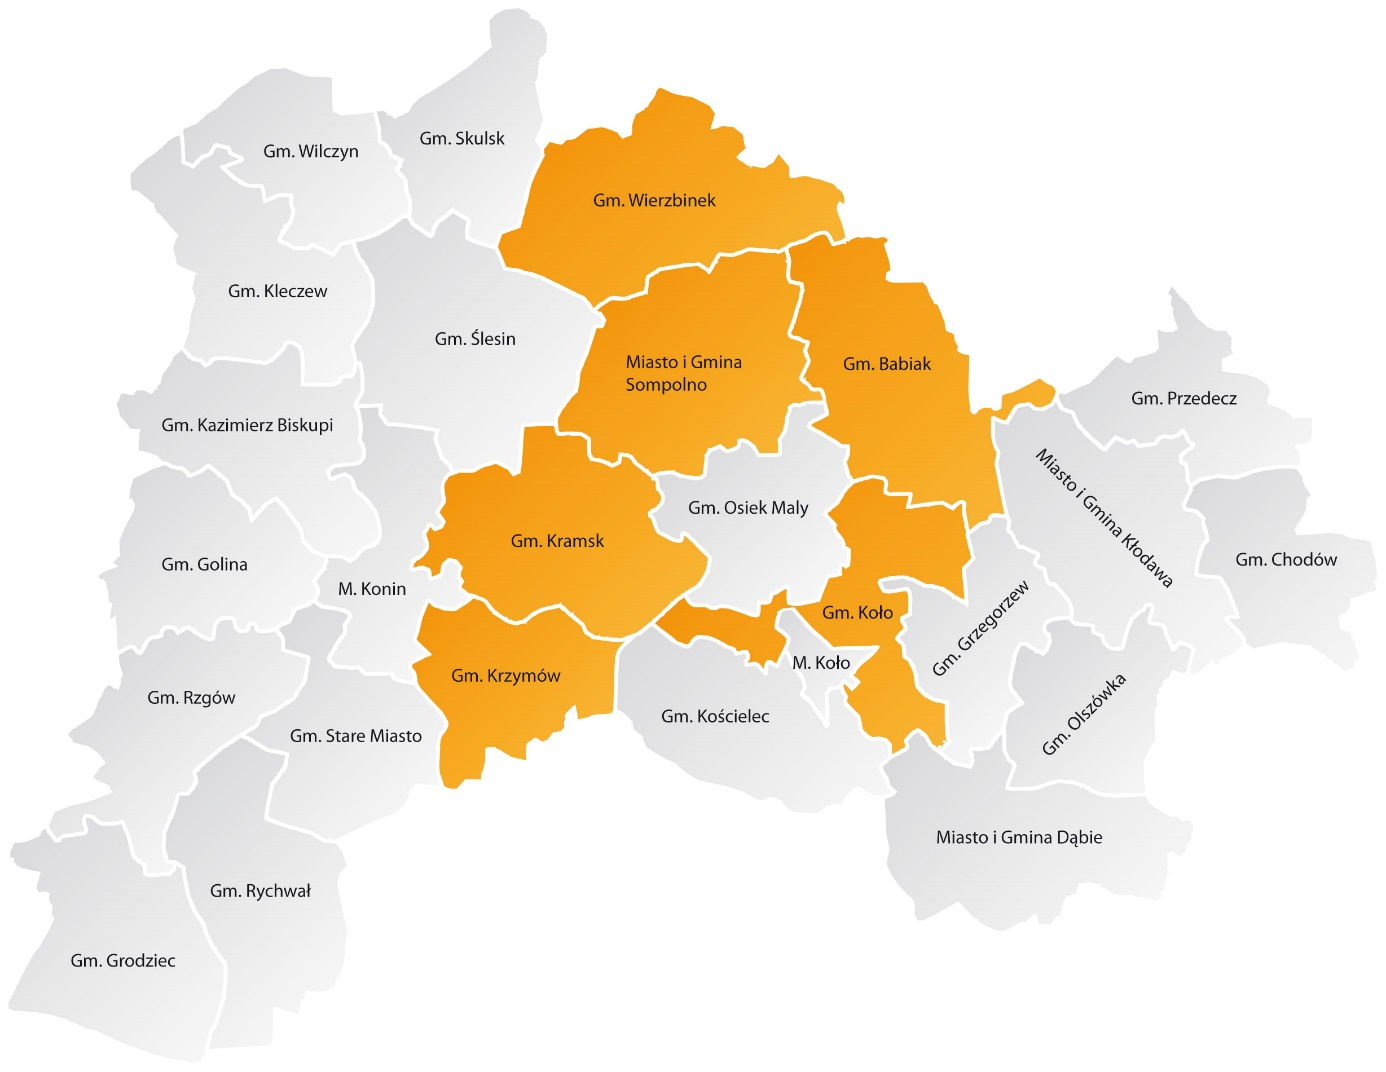 Gm. Skulsk
Gm. Wilczyn
Gm. Wierzbinek
Gm. Kleczew
Gm. Ślesin
Miasto i Gmina
Sompolno
Gm. Babiak
Gm. Przedecz
Gm. Kazimierz Biskupi
Miasto i Gmina Kłodawa
Gm. Osiek Maly
Gm. Kramsk
Gm. Chodów
Gm. Golina
M. Konin
Gm. Koło
Gm. Grzegorzew
M. Koło
Gm. Krzymów
Gm. Rzgów
Gm. Kościelec
Gm. Olszówka
Gm. Stare Miasto
Miasto i Gmina Dąbie
Gm. Rychwał
Gm. Grodziec